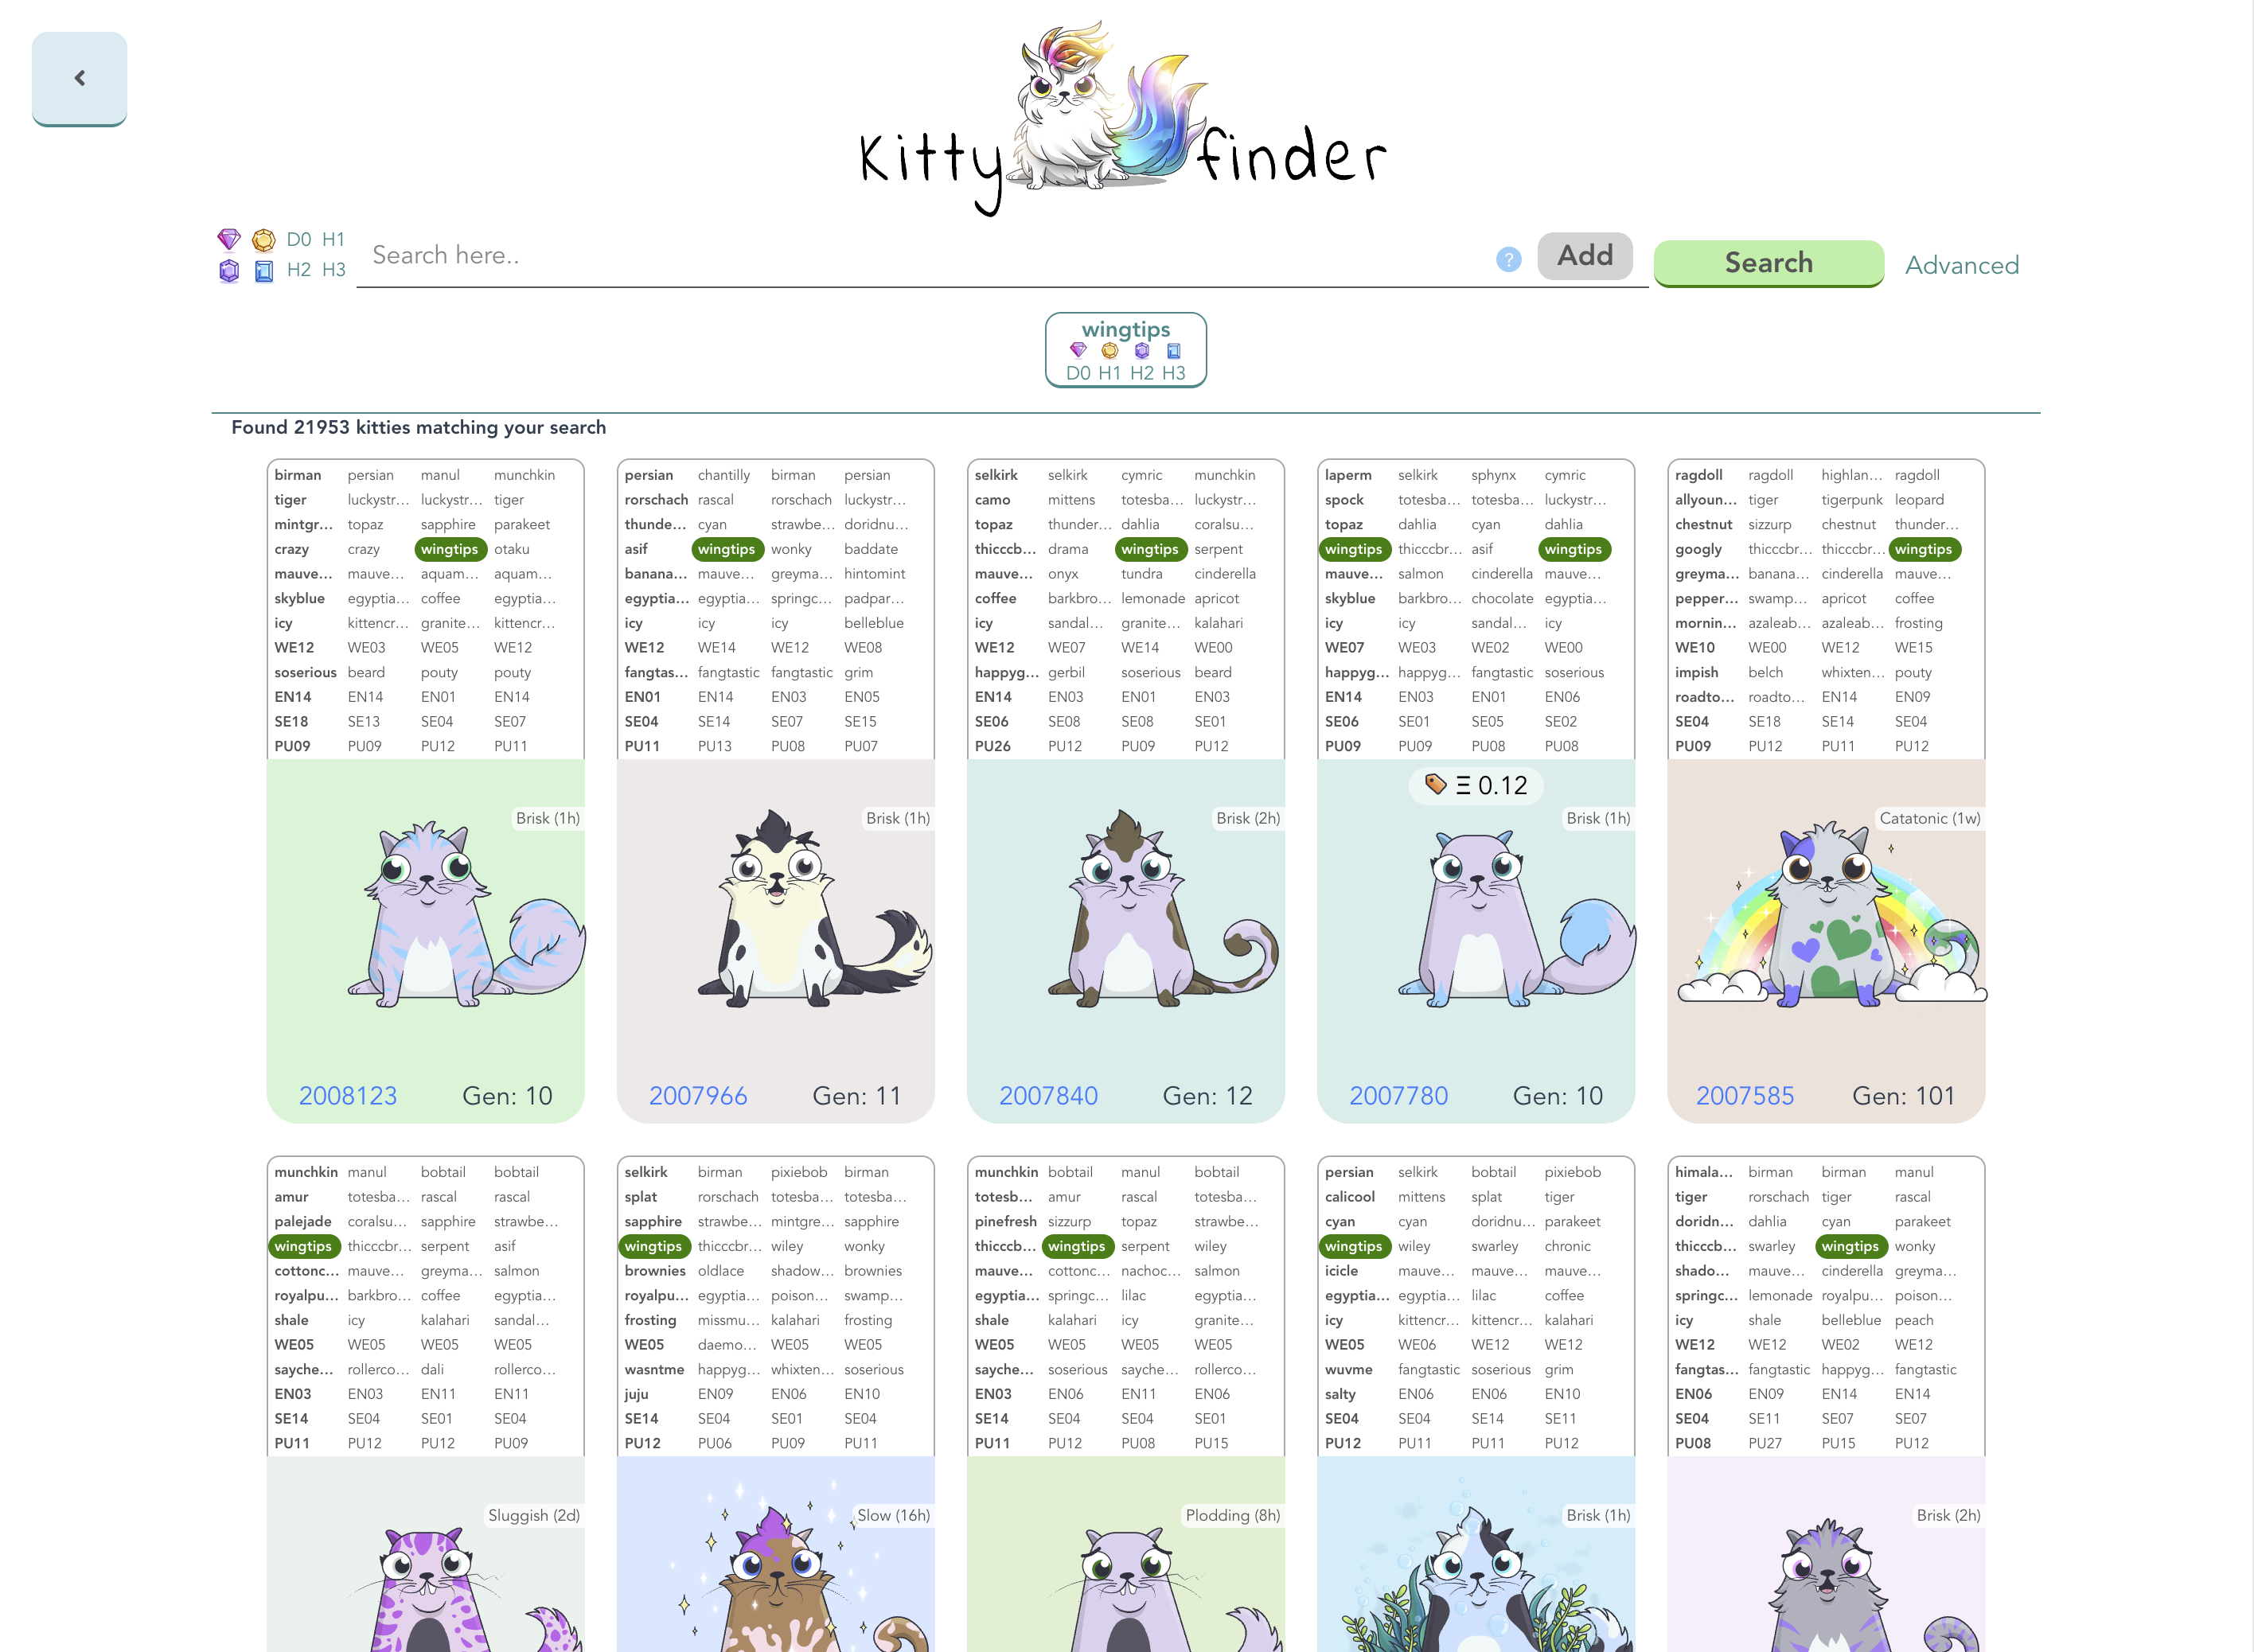 Kitty finder
D0 H1
H2 H3
Search here..
?
Add
Search
Advanced
wingtips
D0 H1 H2 H3
Found 21953 kitties matching your search
birman persian manul munchkin
tiger luckystr... luckystr... tiger
mintgr... topaz sapphire parakeet
crazy crazy wingtips otaku
mauve... mauve... aquam... aquam...
skyblue egyptia... coffee egyptia...
icy kittencr... granite... kittencr...
WE12 WE03 WE05 WE12
soserious beard pouty pouty
EN14 EN14 EN01 EN14
SE18 SE13 SE04 SE07
PU09 PU09 PU12 PU11
Brisk (1h)
2008123 Gen: 10
persian chantilly birman persian
rorschach rascal rorschach luckystr...
thunde... cyan strawbe... doridnu...
asif wingtips wonky baddate
banana... mauve... greyma... hintomint
egyptia... egyptia... springc... padpar...
icy icy icy belleblue
WE12 WE14 WE12 WE08
fangtas... fangtastic fangtastic grim
EN01 EN14 EN03 EN05
SE04 SE14 SE07 SE15
PU11 PU13 PU08 PU07
Brisk (1h)
2007966 Gen: 11
selkirk selkirk cymric munchkin
camo mittens totesba... luckystr...
topaz thunder... dahlia coralsu...
thicccb... drama wingtips serpent
mauve... onyx tundra cinderella
coffee barkbro... lemonade apricot
icy sandal... granite... kalahari
WE12 WE07 WE14 WE00
happyg... gerbil soserious beard
EN14 EN03 EN01 EN03
SE06 SE08 SE08 SE01
PU26 PU12 PU09 PU12
Brisk (2h)
2007840 Gen: 12
laperm selkirk sphynx cymric
spock totesba... totesba... luckystr...
topaz dahlia cyan dahlia
wingtips thicccbr... asif wingtips
mauve... salmon cinderella mauve...
skyblue barkbro... chocolate egyptia...
icy icy sandal... icy
WE07 WE03 WE02 WE00
happyg... happyg... fangtastic soserious
EN14 EN03 EN01 EN06
SE06 SE01 SE05 SE02
PU09 PU09 PU08 PU08
Ξ 0.12
Brisk (1h)
2007780 Gen: 10
ragdoll ragdoll highlan... ragdoll
allyoun... tiger tigerpunk leopard
chestnut sizzurp chestnut thunder...
googly thicccbr... thicccbr... wingtips
greyma... banana... cinderella mauve...
pepper... swamp... apricot coffee
mornin... azaleab... azaleab... frosting
WE10 WE00 WE12 WE15
impish belch whixten... pouty
roadto... roadto... EN14 EN09
SE04 SE18 SE14 SE04
PU09 PU12 PU11 PU12
Catatonic (1w)
2007585 Gen: 101
munchkin manul bobtail bobtail
amur totesba... rascal rascal
palejade coralsu... sapphire strawbe...
wingtips thicccbr... serpent asif
cottonc... mauve... greyma... salmon
royalpu... barkbro... coffee egyptia...
shale icy kalahari sandal...
WE05 WE05 WE05 WE05
sayche... rollerco... dali rollerco...
EN03 EN03 EN11 EN11
SE14 SE04 SE01 SE04
PU11 PU12 PU12 PU09
Sluggish (2d)
selkirk birman pixiebob birman
splat rorschach totesba... totesba...
sapphire strawbe... mintgre... sapphire
wingtips thicccbr... wiley wonky
brownies oldlace shadow... brownies
royalpu... egyptia... poison... swamp...
frosting missmu... kalahari frosting
WE05 daemo... WE05 WE05
wasntme happyg... whixten... soserious
juju EN09 EN06 EN10
SE14 SE04 SE01 SE04
PU12 PU06 PU09 PU11
Slow (16h)
munchkin bobtail manul bobtail
totesb... amur rascal totesba...
pinefresh sizzurp topaz strawbe...
thicccb... wingtips serpent wiley
mauve... cottonc... nachoc... salmon
egyptia... springc... lilac egyptia...
shale kalahari icy granite...
WE05 WE05 WE05 WE05
sayche... soserious sayche... rollerco...
EN03 EN06 EN11 EN06
SE14 SE04 SE04 SE01
PU11 PU12 PU08 PU15
Plodding (8h)
persian selkirk bobtail pixiebob
calicool mittens splat tiger
cyan cyan doridnu... parakeet
wingtips wiley swarley chronic
icicle mauve... mauve... mauve...
egyptia... egyptia... lilac coffee
icy kittencr... kittencr... kalahari
WE05 WE06 WE12 WE05
wuvme fangtastic soserious grim
salty EN06 EN06 EN10
SE04 SE04 SE14 SE11
PU12 PU11 PU11 PU12
Brisk (1h)
himala... birman birman manul
tiger rorschach tiger rascal
doridn... dahlia cyan parakeet
thicccb... swarley wingtips wonky
shado... mauve... cinderella greyma...
springc... lemonade royalpu... poison...
icy shale belleblue peach
WE12 WE12 WE02 WE12
fangtas... fangtastic happyg... fangtastic
EN06 EN09 EN14 EN14
SE04 SE11 SE07 SE07
PU08 PU27 PU15 PU12
Brisk (2h)